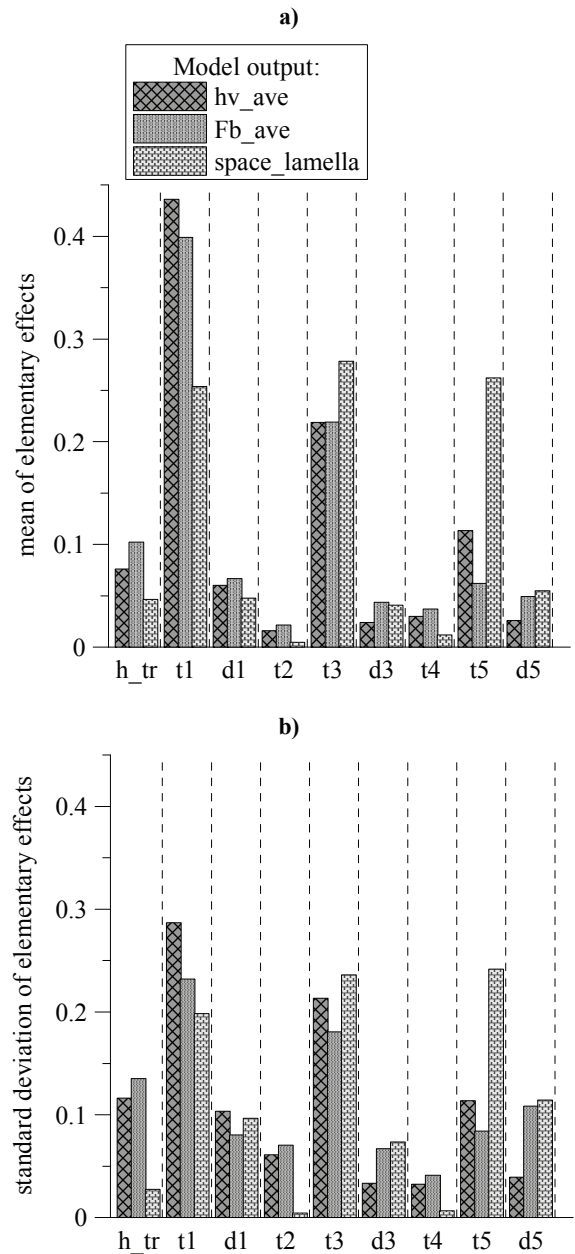 a)
Model output:
hv_ave
Fb_ave
space_lamella
mean of elementary effects
0.4
0.3
0.2
0.1
0
h_tr t1 d1 t2 t3 d3 t4 t5 d5
b)
standard deviation of elementary effects
0.4
0.3
0.2
0.1
0
h_tr t1 d1 t2 t3 d3 t4 t5 d5